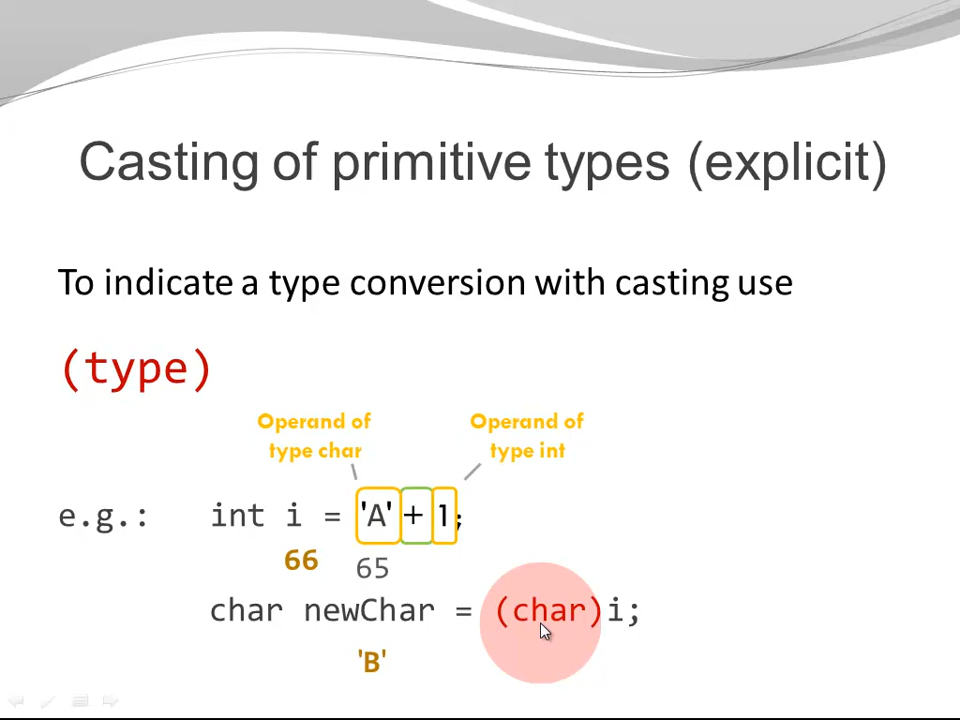 Casting of primitive types (explicit)
To indicate a type conversion with casting use
(type)
Operand of
type char
Operand of
type int
e.g.: int i = 'A' + 1;
66 65
char newChar = (char)i;
'B'